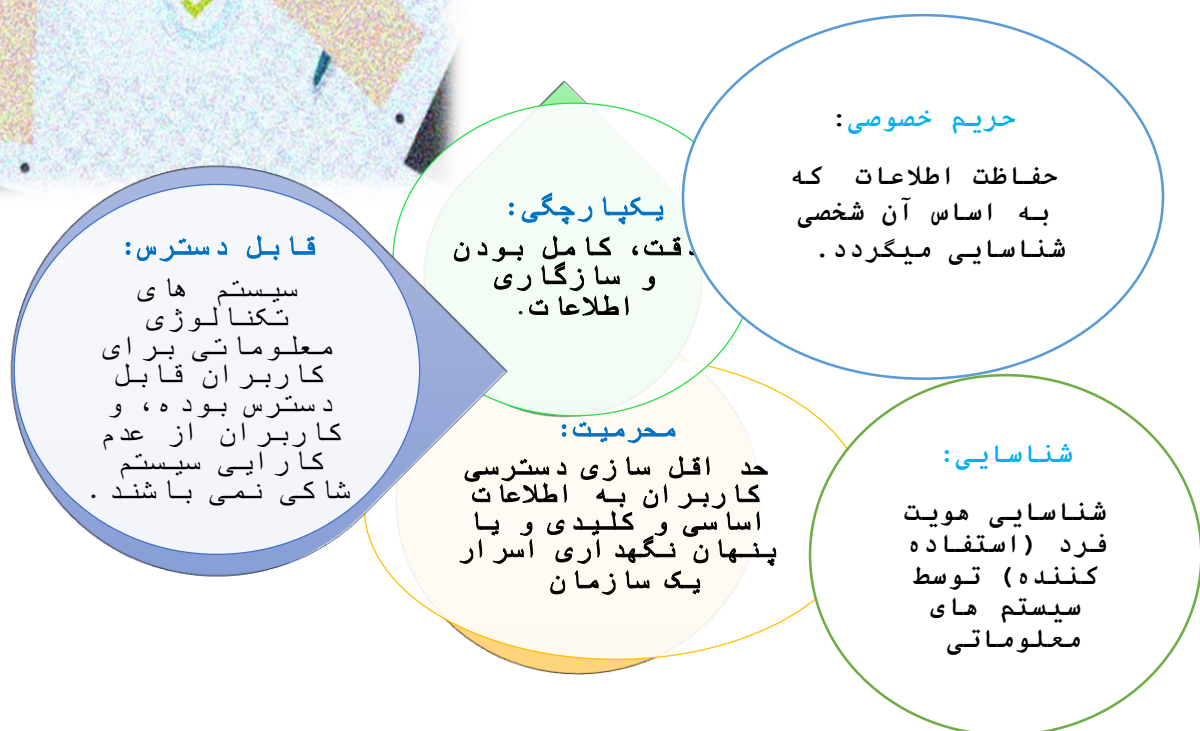 حریم خصوصی:
حفاظت اطلاعات که
به اساس آن شخصی
شناسایی میگردد.
یکپارچگی:
دقت، کامل بودن
و سازگاری
اطلاعات.
قابل دسترس:
سیستم های
تکنالوژی
معلوماتی برای
کاربران قابل
دسترس بوده، و
کاربران از عدم
کارایی سیستم
شاکی نمی باشند.
محرمیت:
حد اقل سازی دسترسی
کاربران به اطلاعات
اساسی و کلیدی و یا
پنهان نگهداری اسرار
یک سازمان
شناسایی:
شناسایی هویت
فرد (استفاده
کننده) توسط
سیستم های
معلوماتی